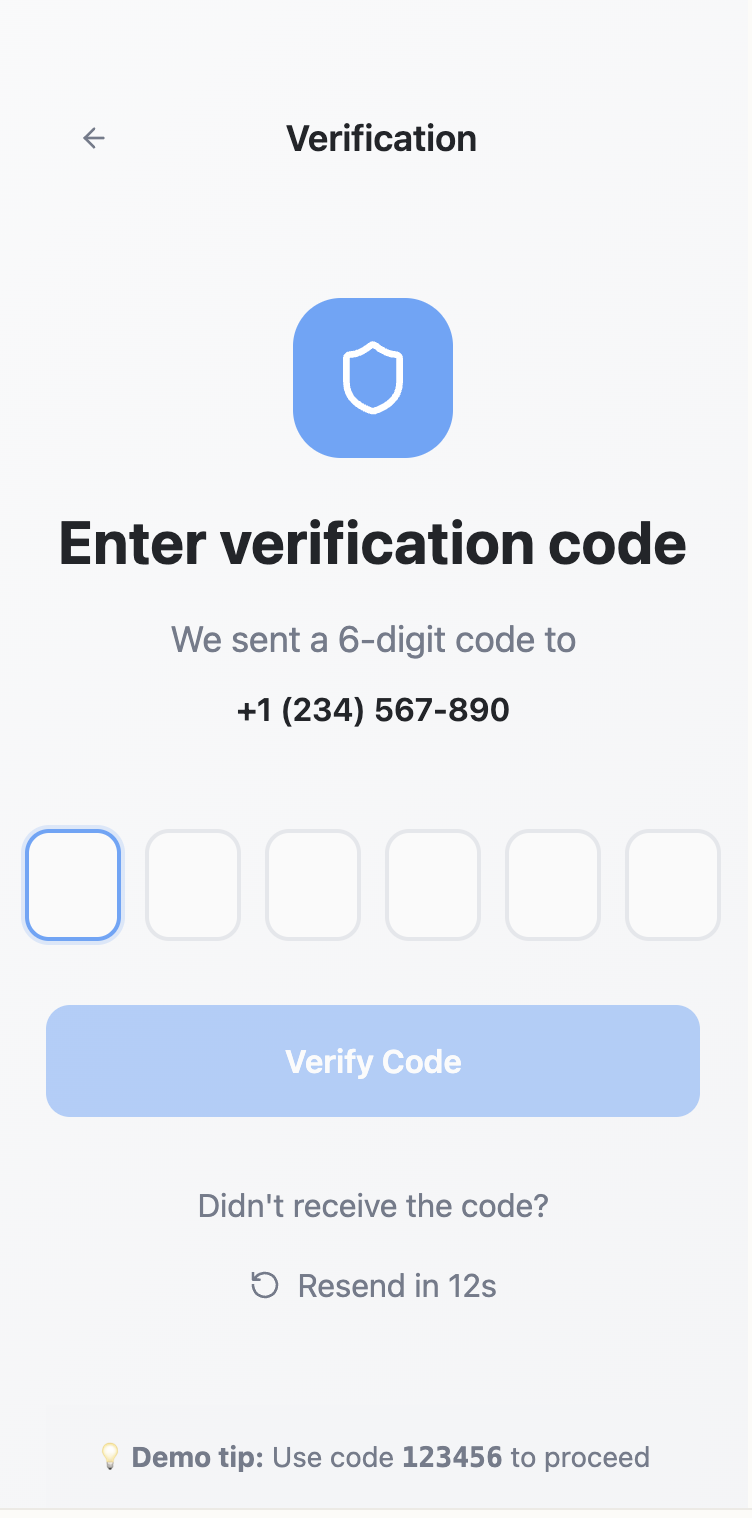 Verification
Enter verification code
We sent a 6-digit code to
+1 (234) 567-890
Verify Code
Didn't receive the code?
Resend in 12s
💡 Demo tip: Use code 123456 to proceed